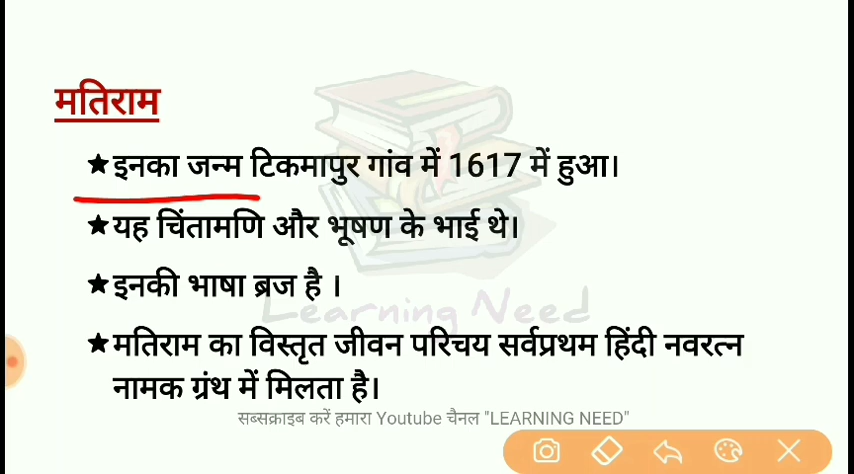 मतिराम
★इनका जन्म टिकमापुर गांव में 1617 में हुआ।
★यह चिंतामणि और भूषण के भाई थे।
★इनकी भाषा ब्रज है ।
Learning Need
★मतिराम का विस्तृत जीवन परिचय सर्वप्रथम हिंदी नवरत्न
नामक ग्रंथ में मिलता है।
सब्सक्राइब करें हमारा Youtube चैनल "LEARNING NEED"